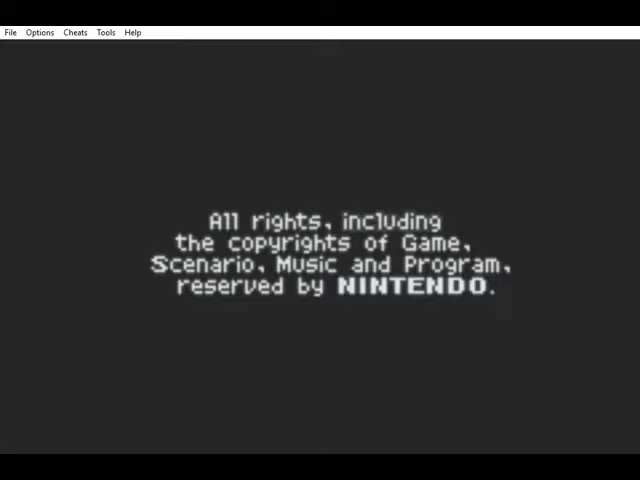 File Options Cheats Tools Help
All rights, including
the copyrights of Game,
Scenario, Music and Program,
reserved by NINTENDO.